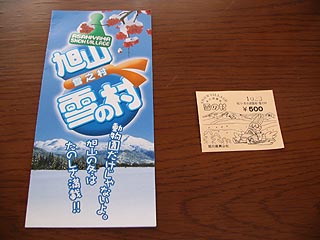 ASAHIYAMA
SNOW VILLAGE
旭山
雪之村
雪の村
動物園だけじゃないよ。
旭山の冬は
たのしさ満載!!
雪の村
¥500